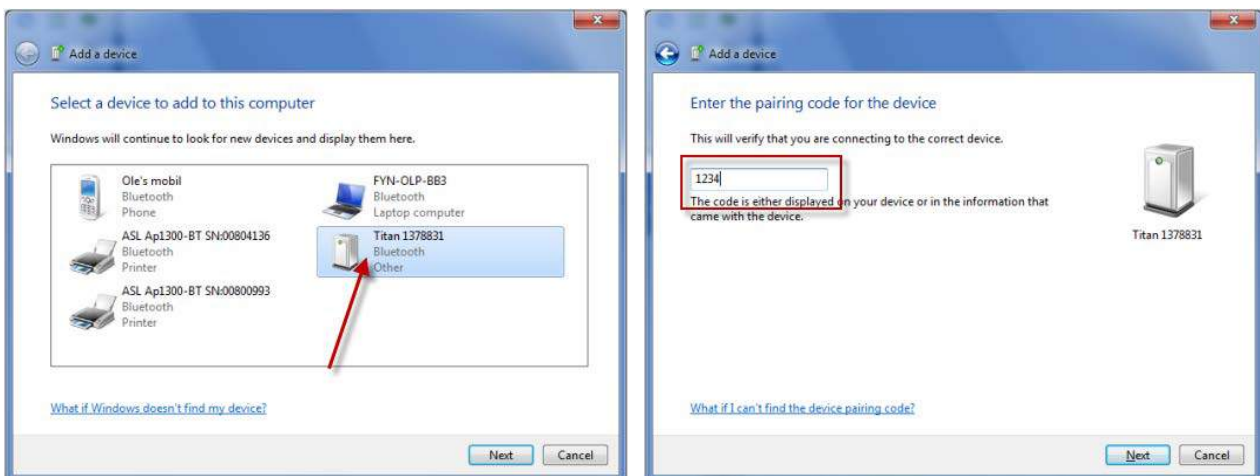 Add a device
Select a device to add to this computer
Windows will continue to look for new devices and display them here.
Ole's mobil
Bluetooth
Phone
ASL Ap1300-BT SN:00804136
Bluetooth
Printer
ASL Ap1300-BT SN:00800993
Bluetooth
Printer
FYN-OLP-BB3
Bluetooth
Laptop computer
Titan 1378831
Bluetooth
Other
What if Windows doesn't find my device?
Next
Cancel
Add a device
Enter the pairing code for the device
This will verify that you are connecting to the correct device.
1234
The code is either displayed on your device or in the information that
came with the device.
Titan 1378831
What if I can't find the device pairing code?
Next
Cancel